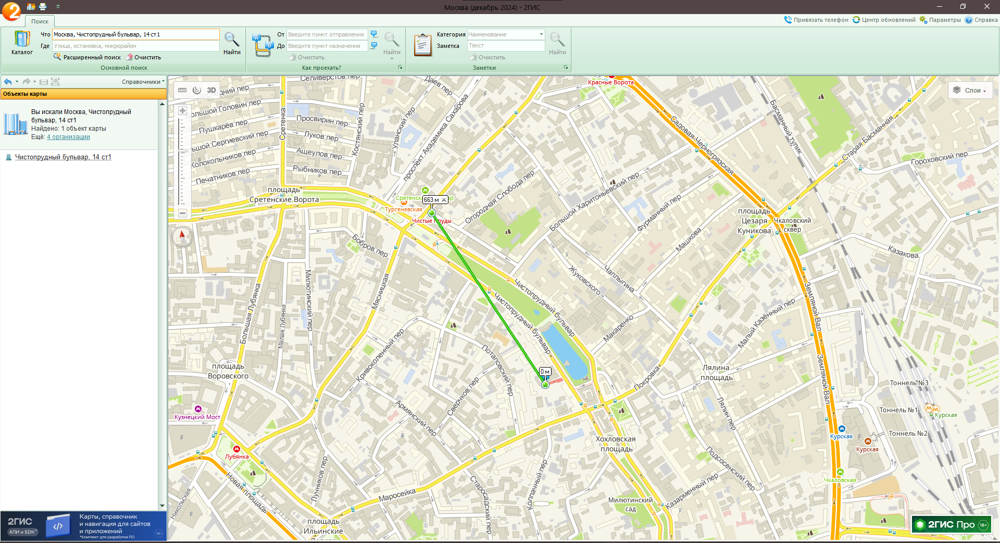 Москва (декабрь 2024) - 2ГИС
Поиск
Привязать телефон
Центр обновлений
Параметры
Справка
Каталог
Что
Москва, Чистопрудный бульвар, 14 ст1
Где
Улица, остановка, микрорайон
Расширенный поиск
Очистить
Найти
Основной поиск
От
Введите пункт отправления
До
Введите пункт назначения
Очистить
Найти
Как проехать?
Категория
Наименование
Заметка
Текст
Очистить
Найти
Заметки
Справочники
Объекты карты
Вы искали Москва, Чистопрудный
бульвар, 14 ст1
Найдено: 1 объект карты
Ещё: 4 организации
Чистопрудный бульвар, 14 ст1
2ГИС
АПИ и SDK*
Карты, справочник
и навигация для сайтов
и приложений
*Комплект для разработки ПО
18+
3D
Слои
Селиверстов пер
Даев пер
Красные Ворота
Просвирин пер
Луков пер
Ащеулов пер
Рыбников пер
Пушкарёв пер
Колокольников пер
Печатников пер
Сретенка
Костянский пер
Уланский пер
проспект Академика Сахарова
площадь
Сретенские Ворота
Тургеневская
663 м
Чистые Пруды
Огородная Слобода пер
Большой Харитоньевский пер
Фурманный пер
Машкова
Садовая-Черногрязская
Басманный тупик
Старая Басманная
Гороховский пер
площадь
Цезаря
Куникова
Чкаловский
сквер
Казакова
Бобров пер
Мясницкая
Милютинский пер
Малая Лубянка
Большая Лубянка
Жуковского
Чаплыгина
Чистопрудный бульвар
Чистопрудный бульвар
Макаренко
Малый Казённый пер
Земляной Вал
Земляной Вал
Кривоколенный пер
Потаповский пер
Сверчков пер
Армянский пер
0 м
Покровка
Лялина
площадь
Лялин пер
площадь
Воровского
Кузнецкий Мост
Лубянка
Новая площадь
Никольская
Лучников пер
Маросейка
площадь
Ильинские
Ворота
Старосадский пер
Колпачный пер
Хохловская
площадь
Милютинский
сад
Казарменный пер
Подсосенский пер
Тоннель №3
Тоннель №1
Тоннель №2
Курская
Курская
Курская
Чкаловская
2ГИС Про
18+